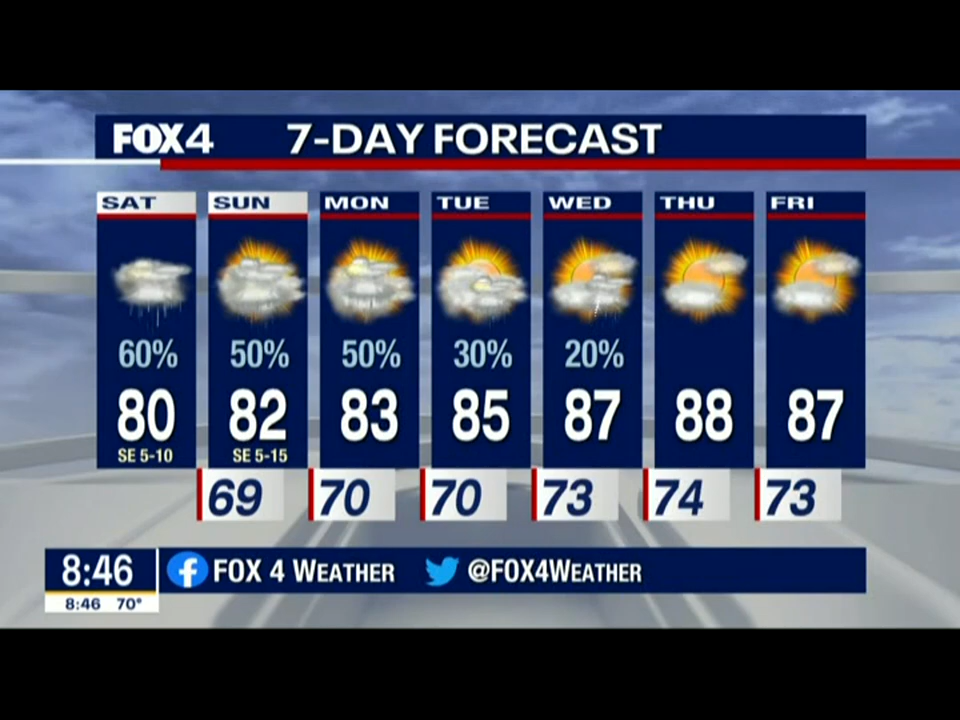 FOX4 7-DAY FORECAST
SAT SUN MON TUE WED THU FRI
60% 50% 50% 30% 20%
80 82 83 85 87 88 87
SE 5-10 SE 5-15
69 70 70 73 74 73
8:46 FOX 4 WEATHER @FOX4WEATHER
8:46 70°